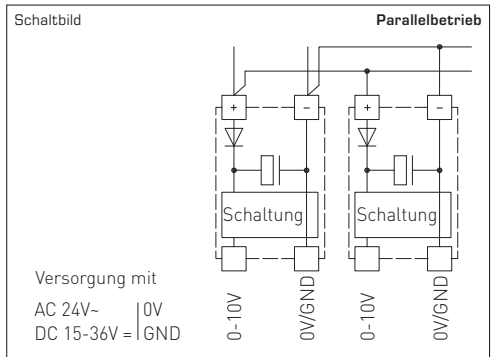 Schaltbild
Parallelbetrieb
+ - + -
Schaltung Schaltung
Versorgung mit
AC 24V~ | 0V
DC 15-36V = | GND
0-10V
0V/GND
0-10V
0V/GND